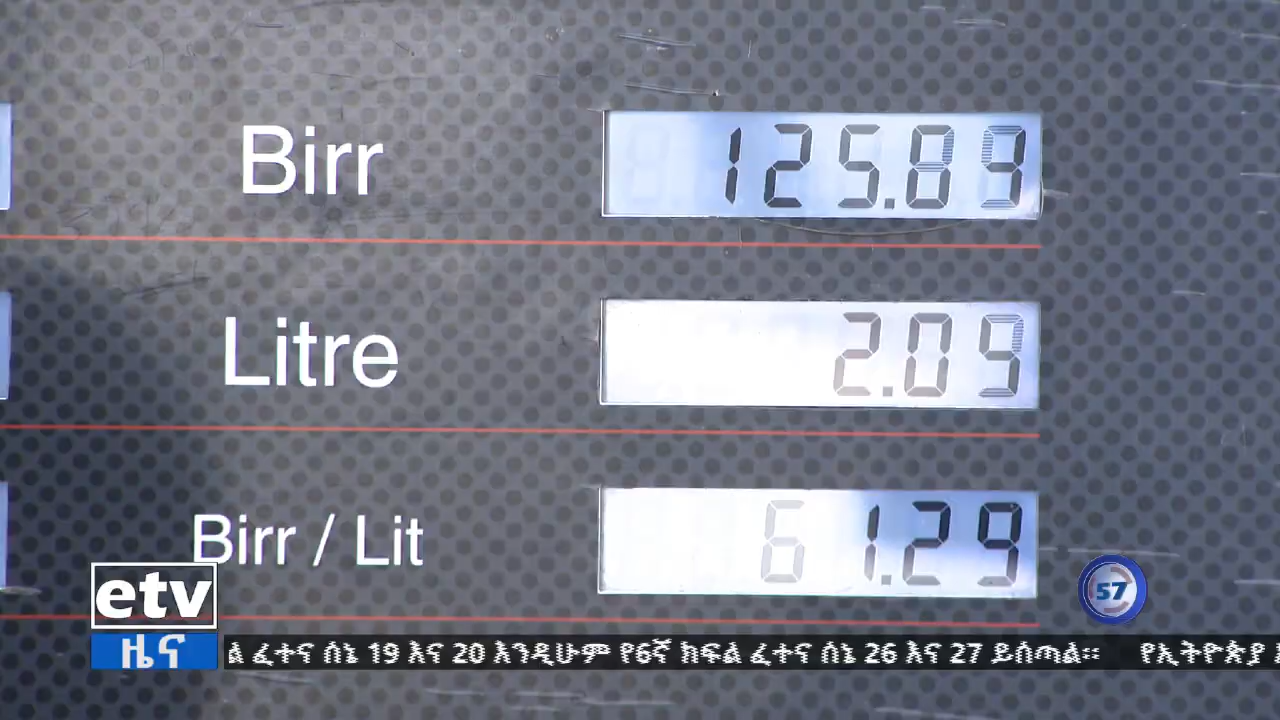 Birr 125.89
Litre 2.09
Birr / Lit 61.29
etv
57
ዜና
ል ፈተና ሰኔ 19 እና 20 እንዲሁም የ6ኛ ክፍል ፈተና ሰኔ 26 እና 27 ይሰጣል፡፡ የኢትዮጵያ